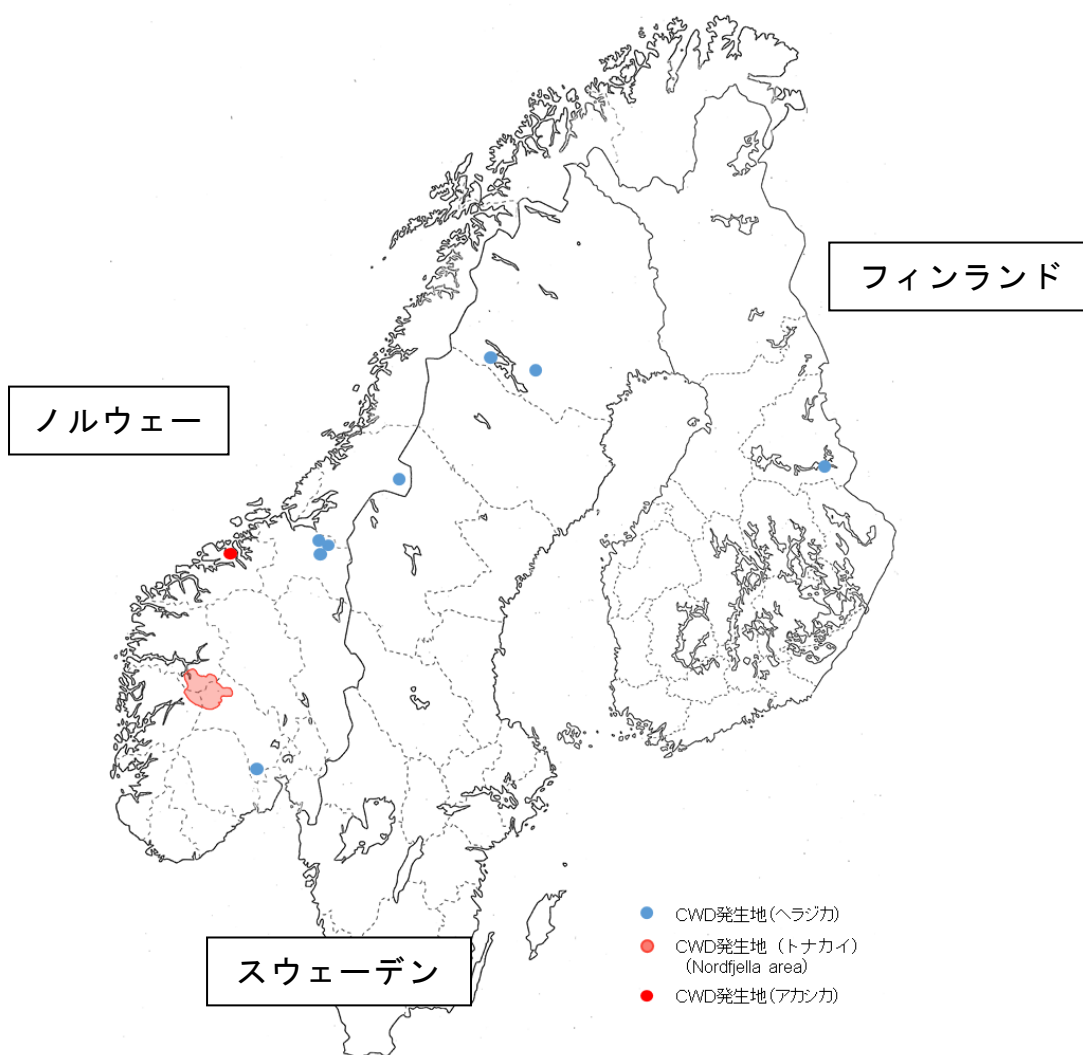 フィンランド
ノルウェー
スウェーデン
CWD発生地(ヘラジカ)
CWD発生地 (トナカイ)
(Nordfjella area)
CWD発生地(アカシカ)